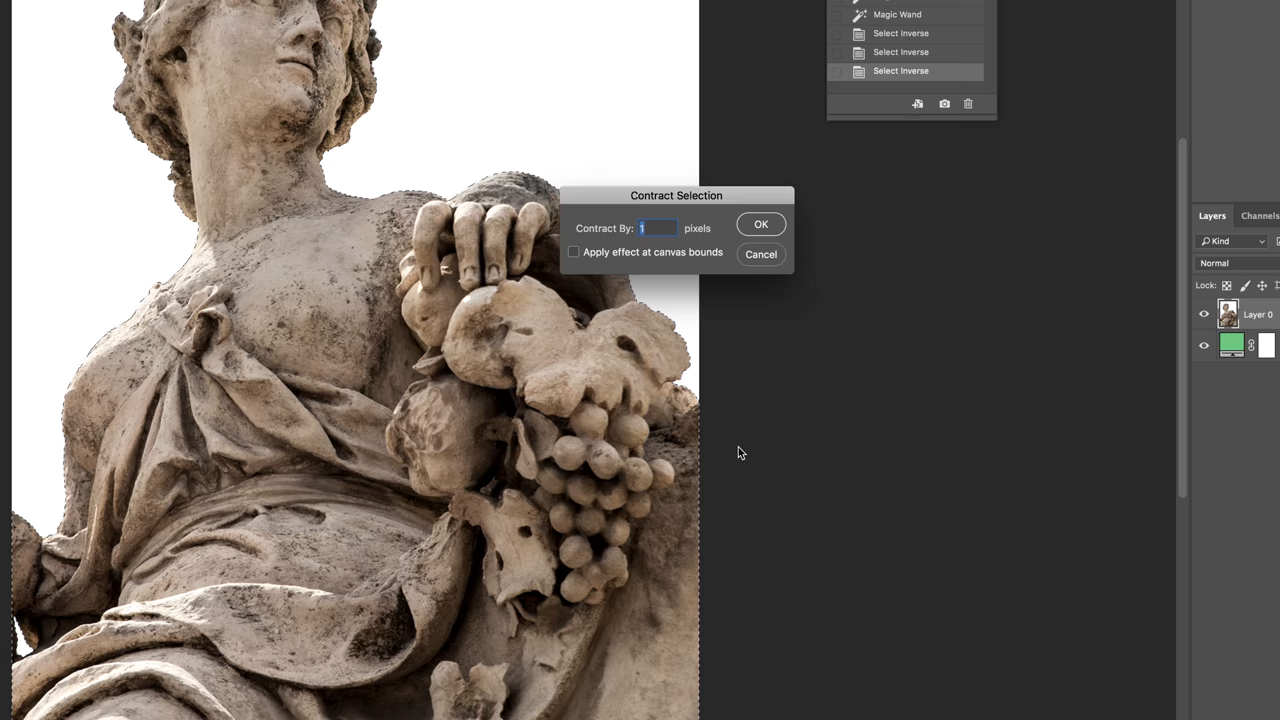 Magic Wand
Select Inverse
Select Inverse
Select Inverse
Contract Selection
Contract By: 1 pixels
OK
Apply effect at canvas bounds
Cancel
Layers
Channels
Kind
Normal
Lock:
Layer 0